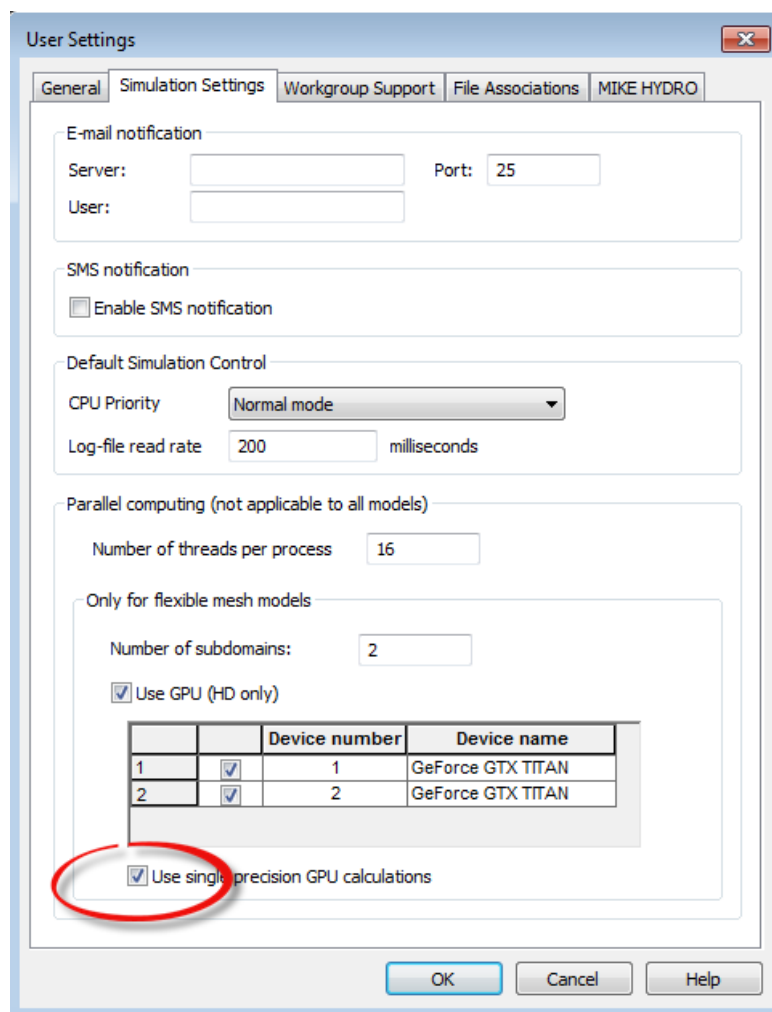 User Settings
General Simulation Settings Workgroup Support File Associations MIKE HYDRO
E-mail notification
Server: Port: 25
User:
SMS notification
Enable SMS notification
Default Simulation Control
CPU Priority Normal mode
Log-file read rate 200 milliseconds
Parallel computing (not applicable to all models)
Number of threads per process 16
Only for flexible mesh models
Number of subdomains: 2
Use GPU (HD only)
Device number Device name
1 1 GeForce GTX TITAN
2 2 GeForce GTX TITAN
Use single precision GPU calculations
OK Cancel Help